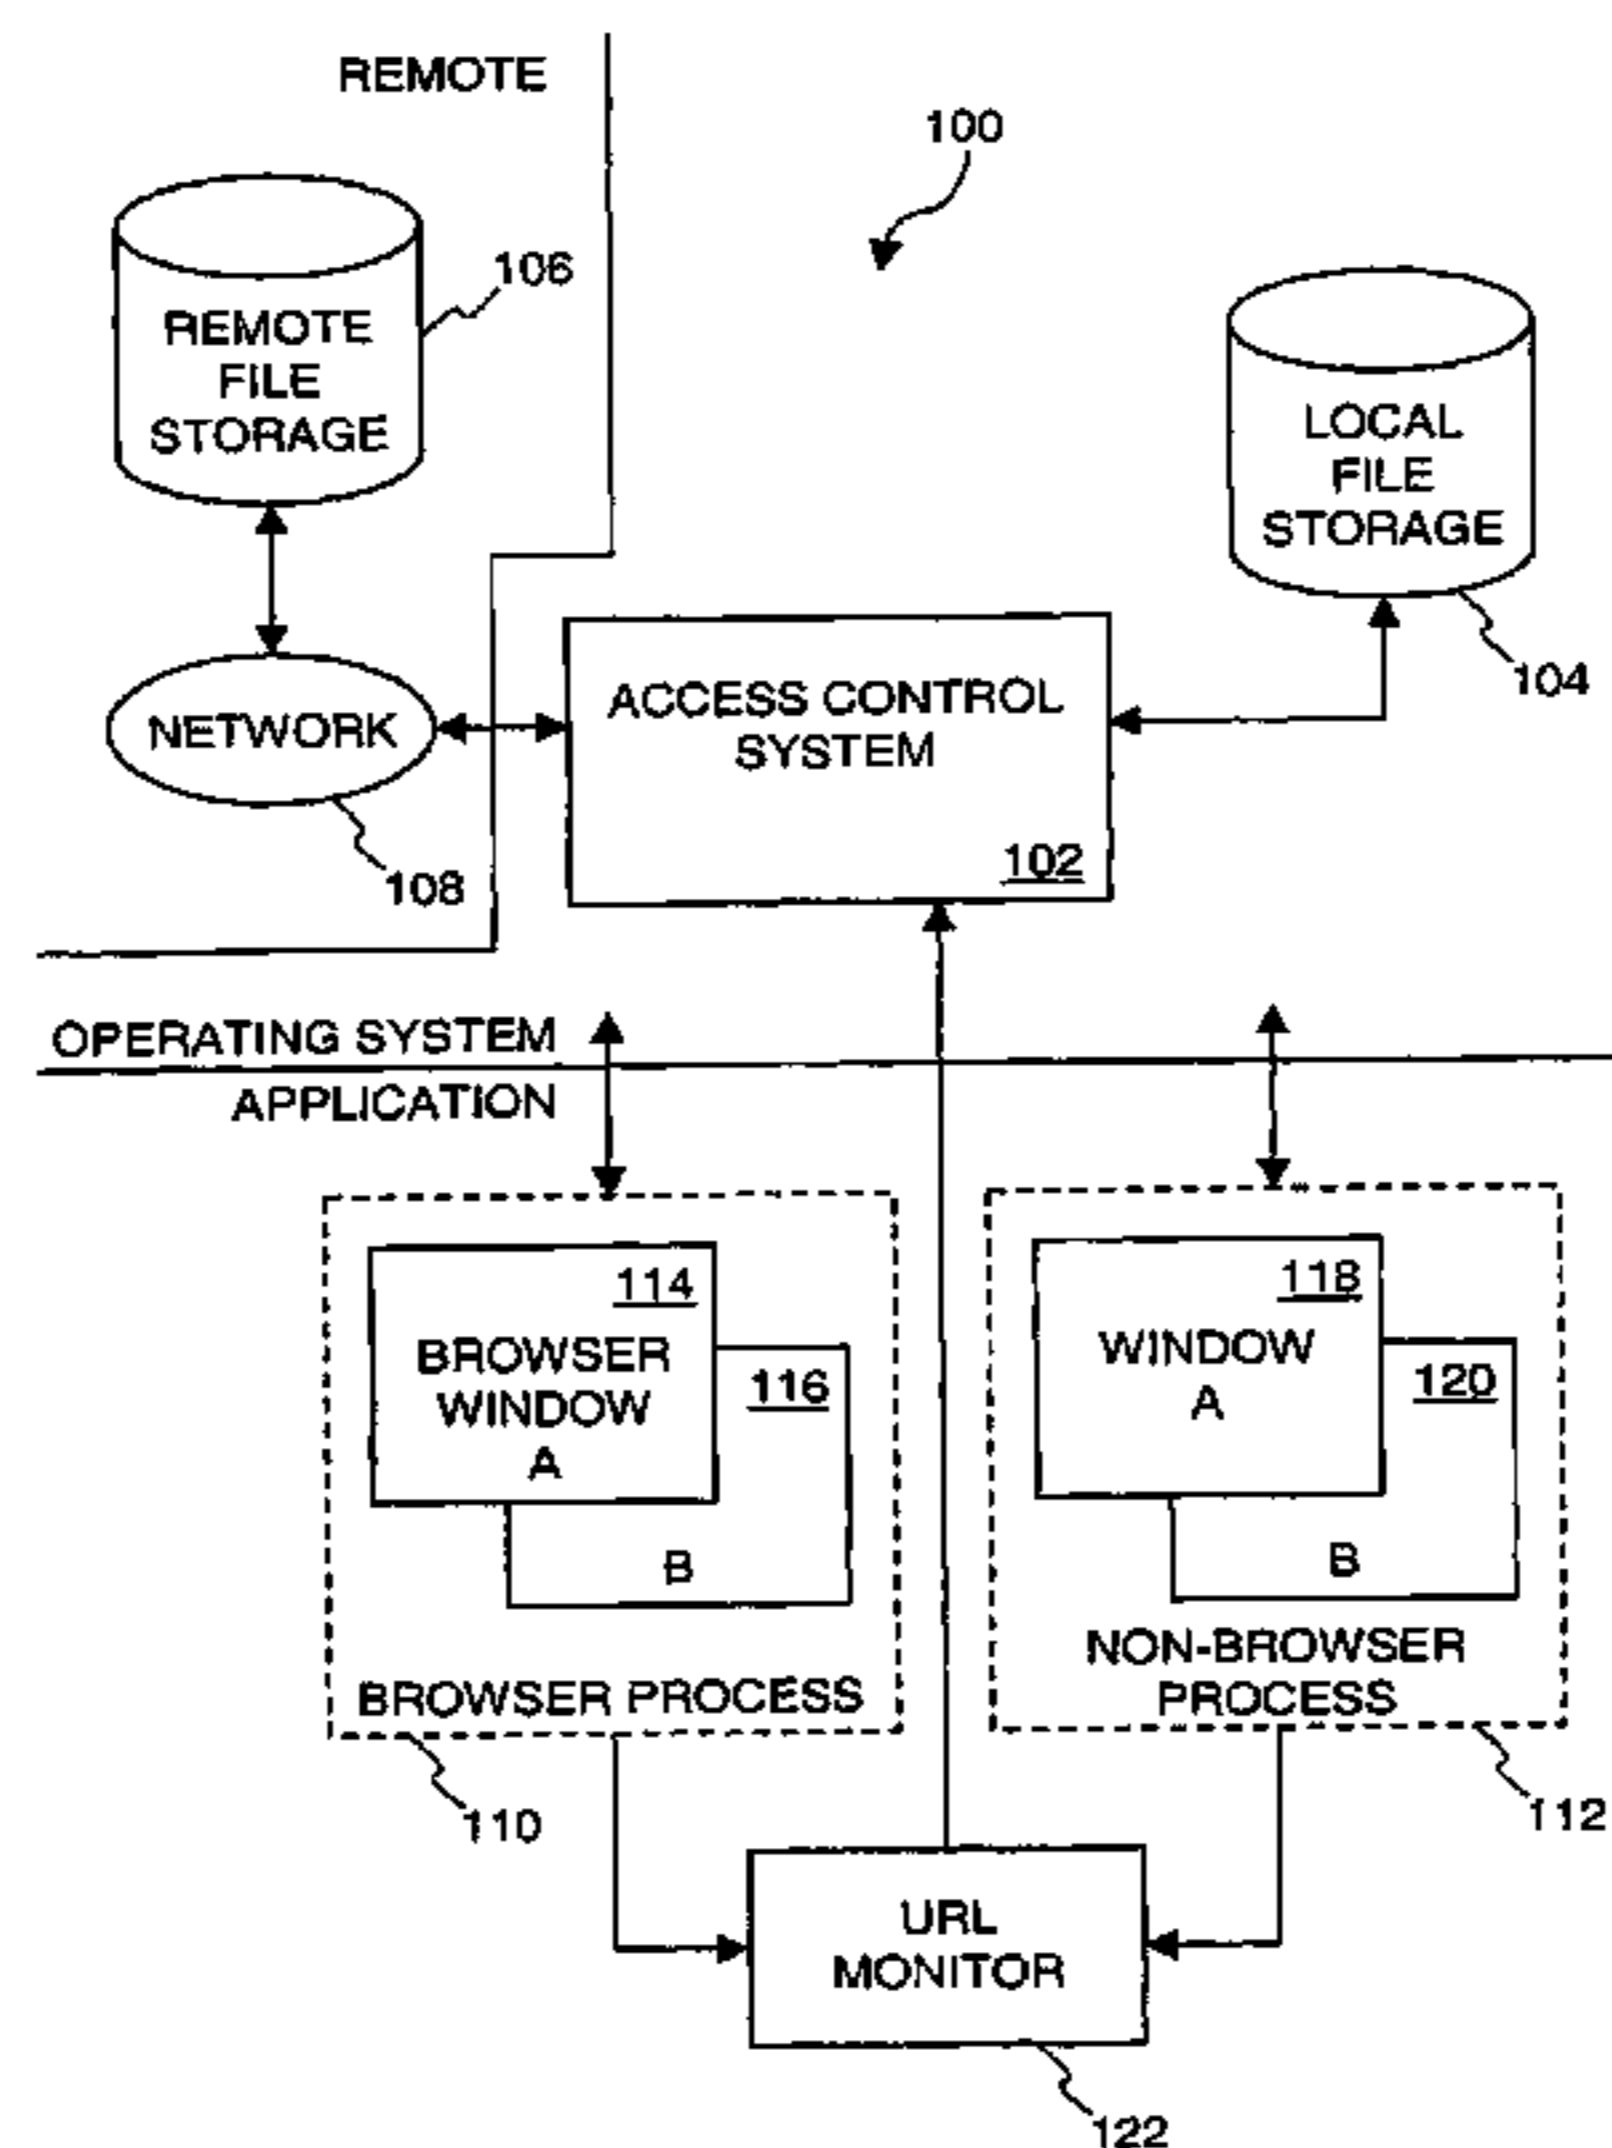 REMOTE
100
106
REMOTE
FILE
STORAGE
LOCAL
FILE
STORAGE
104
ACCESS CONTROL
SYSTEM
102
NETWORK
108
OPERATING SYSTEM
APPLICATION
114
BROWSER
WINDOW
A
116
B
BROWSER PROCESS
110
118
WINDOW
A
120
B
NON-BROWSER
PROCESS
112
URL
MONITOR
122